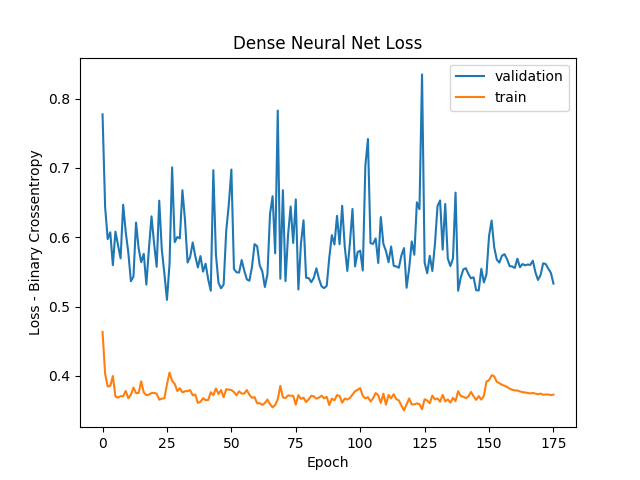 Dense Neural Net Loss
validation
train
Loss - Binary Crossentropy
0.8
0.7
0.6
0.5
0.4
0 25 50 75 100 125 150 175
Epoch